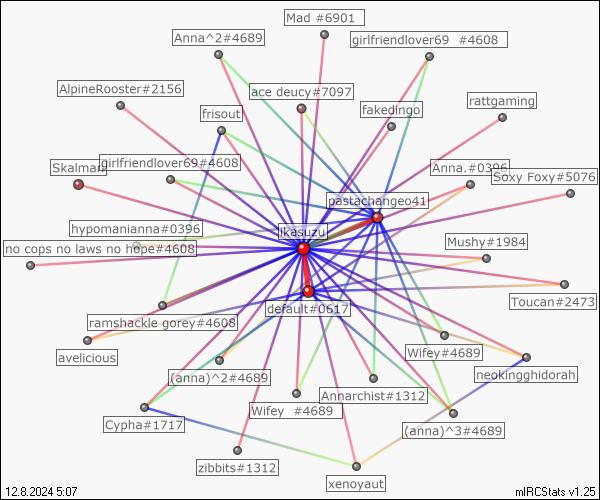 Mad #6901
Anna^2#4689
girlfriendlover69  #4608
AlpineRooster#2156
ace deucy#7097
rattgaming
frisout
fakedingo
Skalman
girlfriendlover69#4608
Anna.#0396
Soxy Foxy#5076
pastachangeo41
hypomanianna#0396
ikasuzu
Mushy#1984
no cops no laws no hope#4608
Toucan#2473
default#0617
ramshackle gorey#4608
avelicious
Wifey#4689
neokingghidorah
(anna)^2#4689
Annarchist#1312
Wifey  #4689
Cypha#1717
(anna)^3#4689
zibbits#1312
xenoyaut
12.8.2024 5:07
mIRCStats v1.25